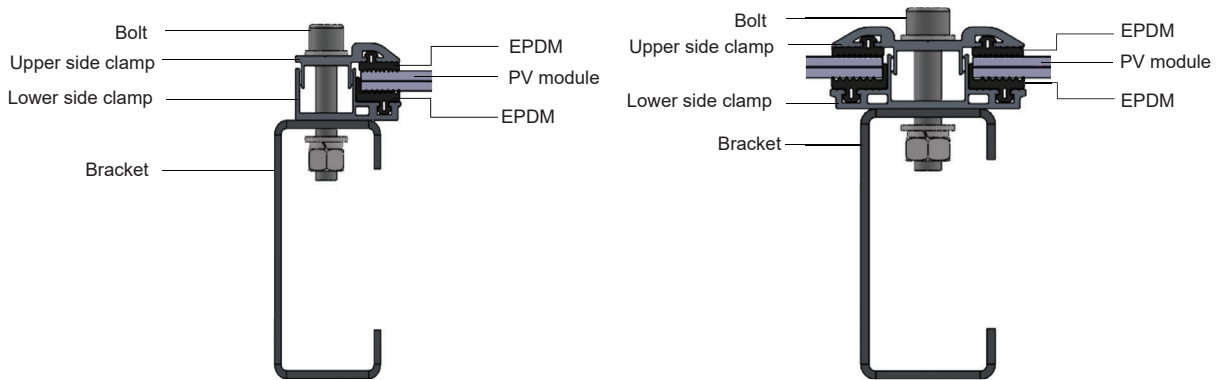 Bolt
Upper side clamp
Lower side clamp
Bracket
EPDM
PV module
EPDM
Bolt
Upper side clamp
Lower side clamp
Bracket
EPDM
PV module
EPDM